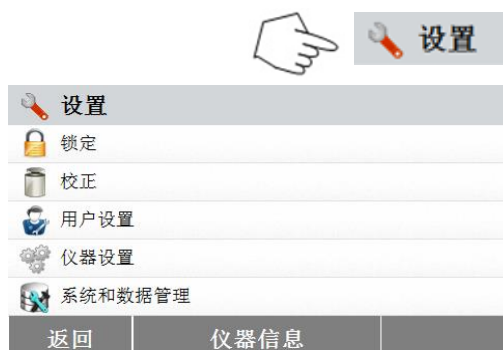 设置
设置
锁定
校正
用户设置
仪器设置
系统和数据管理
返回 仪器信息